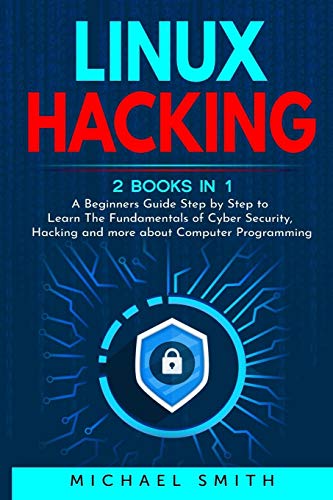 LINUX
HACKING
2 BOOKS IN 1
A Beginners Guide Step by Step to
Learn The Fundamentals of Cyber Security,
Hacking and more about Computer Programming
MICHAEL SMITH